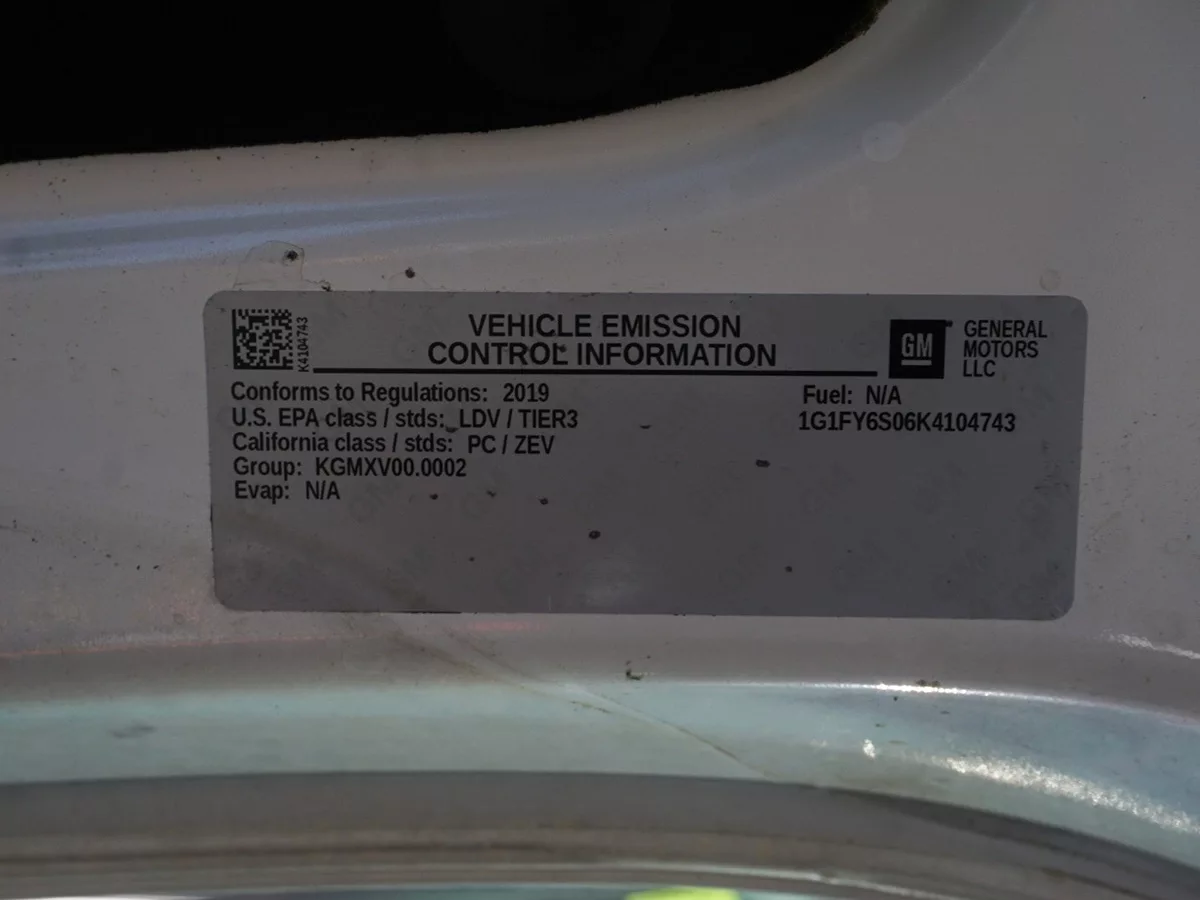 VEHICLE EMISSION
CONTROL INFORMATION
K4104743
GM
GENERAL
MOTORS
LLC
Conforms to Regulations: 2019
U.S. EPA class / stds: LDV / TIER3
California class / stds: PC / ZEV
Group: KGMXV00.0002
Evap: N/A
Fuel: N/A
1G1FY6S06K4104743